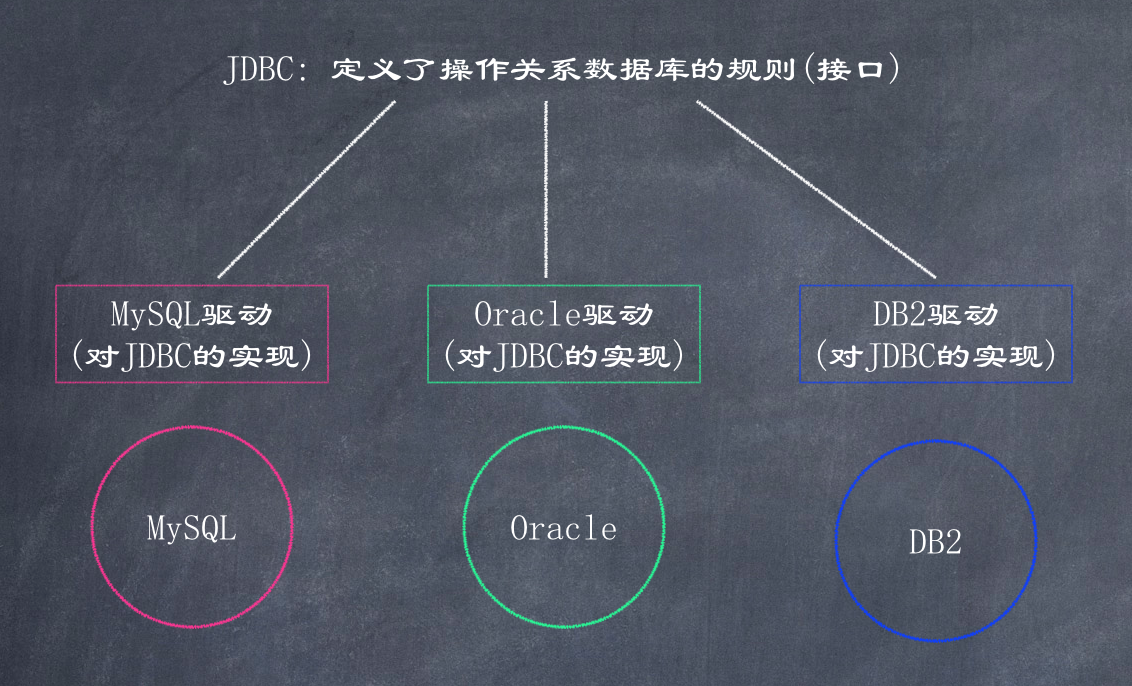 JDBC: 定义了操作关系数据库的规则(接口)
MySQL驱动
(对JDBC的实现)
Oracle驱动
(对JDBC的实现)
DB2驱动
(对JDBC的实现)
MySQL
Oracle
DB2